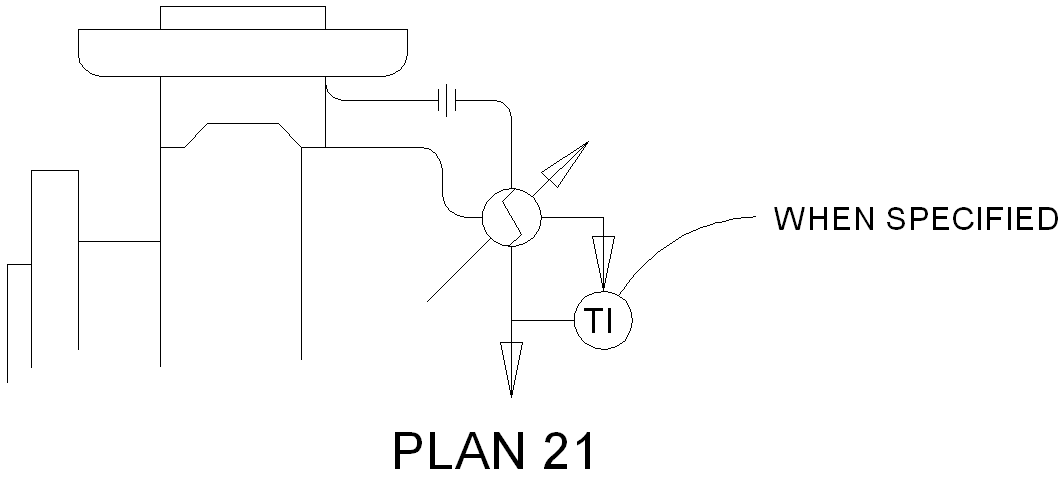 WHEN SPECIFIED
TI
PLAN 21